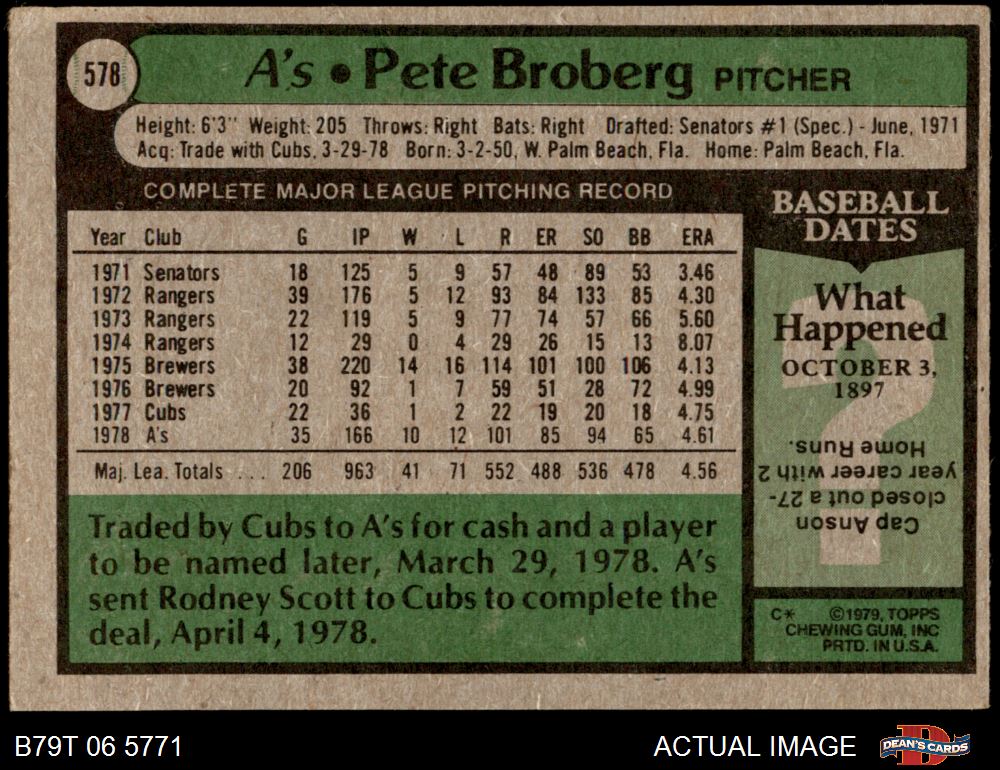 578
A's • Pete Broberg PITCHER
Height: 6'3" Weight: 205 Throws: Right Bats: Right Drafted: Senators #1 (Spec.) - June, 1971
Acq: Trade with Cubs, 3-29-78 Born: 3-2-50, W. Palm Beach, Fla. Home: Palm Beach, Fla.
COMPLETE MAJOR LEAGUE PITCHING RECORD
Year Club G IP W L R ER SO BB ERA
1971 Senators 18 125 5 9 57 48 89 53 3.46
1972 Rangers 39 176 5 12 93 84 133 85 4.30
1973 Rangers 22 119 5 9 77 74 57 66 5.60
1974 Rangers 12 29 0 4 29 26 15 13 8.07
1975 Brewers 38 220 14 16 114 101 100 106 4.13
1976 Brewers 20 92 1 7 59 51 28 72 4.99
1977 Cubs 22 36 1 2 22 19 20 18 4.75
1978 A's 35 166 10 12 101 85 94 65 4.61
Maj. Lea. Totals . . . 206 963 41 71 552 488 536 478 4.56
Traded by Cubs to A's for cash and a player
to be named later, March 29, 1978. A's
sent Rodney Scott to Cubs to complete the
deal, April 4, 1978.
BASEBALL
DATES
What
Happened
OCTOBER 3,
1897
?
Cap Anson
closed out a 27-
year career with 2
Home Runs.
C* ©1979, TOPPS
CHEWING GUM, INC
PRTD. IN U.S.A.
B79T 06 5771
ACTUAL IMAGE
D
DEAN'S CARDS